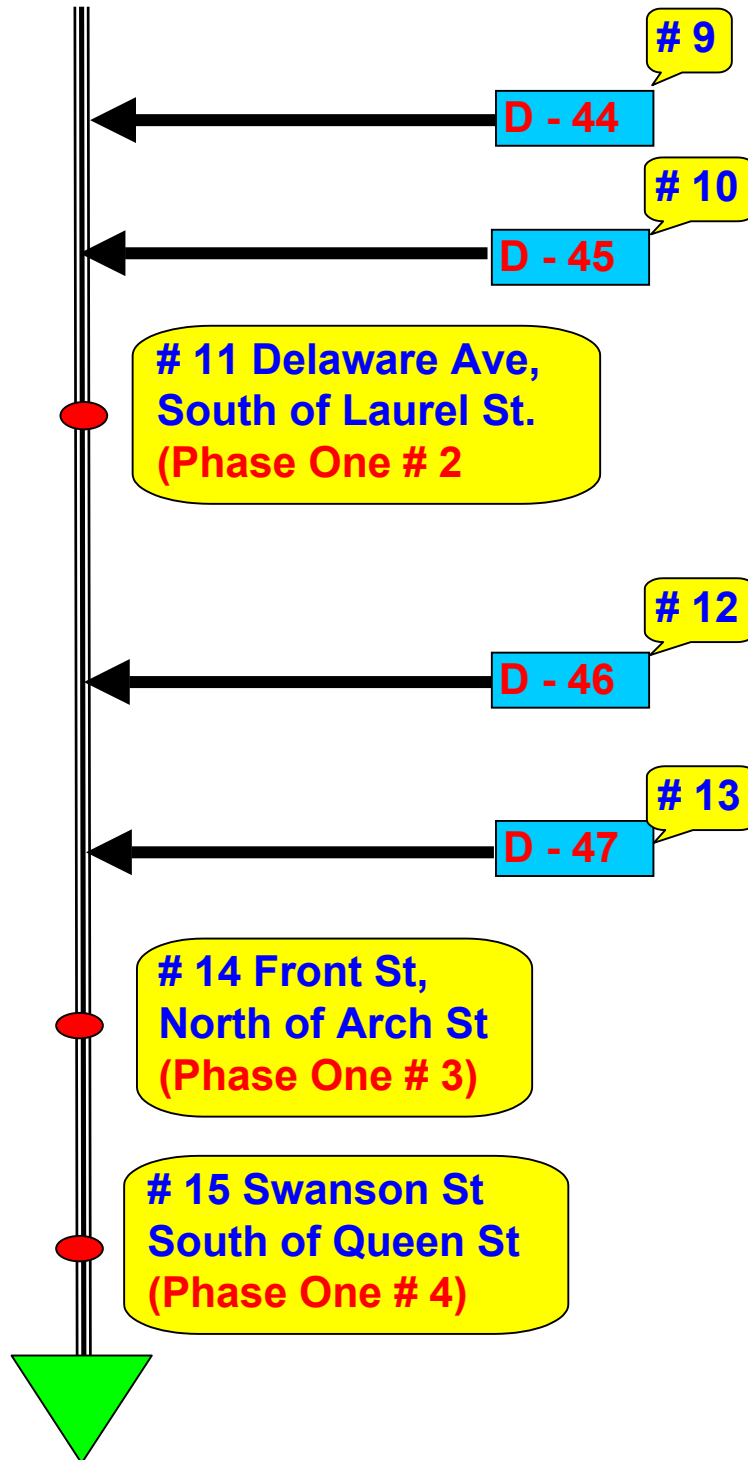 # 9
D - 44
# 10
D - 45
# 11 Delaware Ave,
South of Laurel St.
(Phase One # 2
# 12
D - 46
# 13
D - 47
# 14 Front St,
North of Arch St
(Phase One # 3)
# 15 Swanson St
South of Queen St
(Phase One # 4)